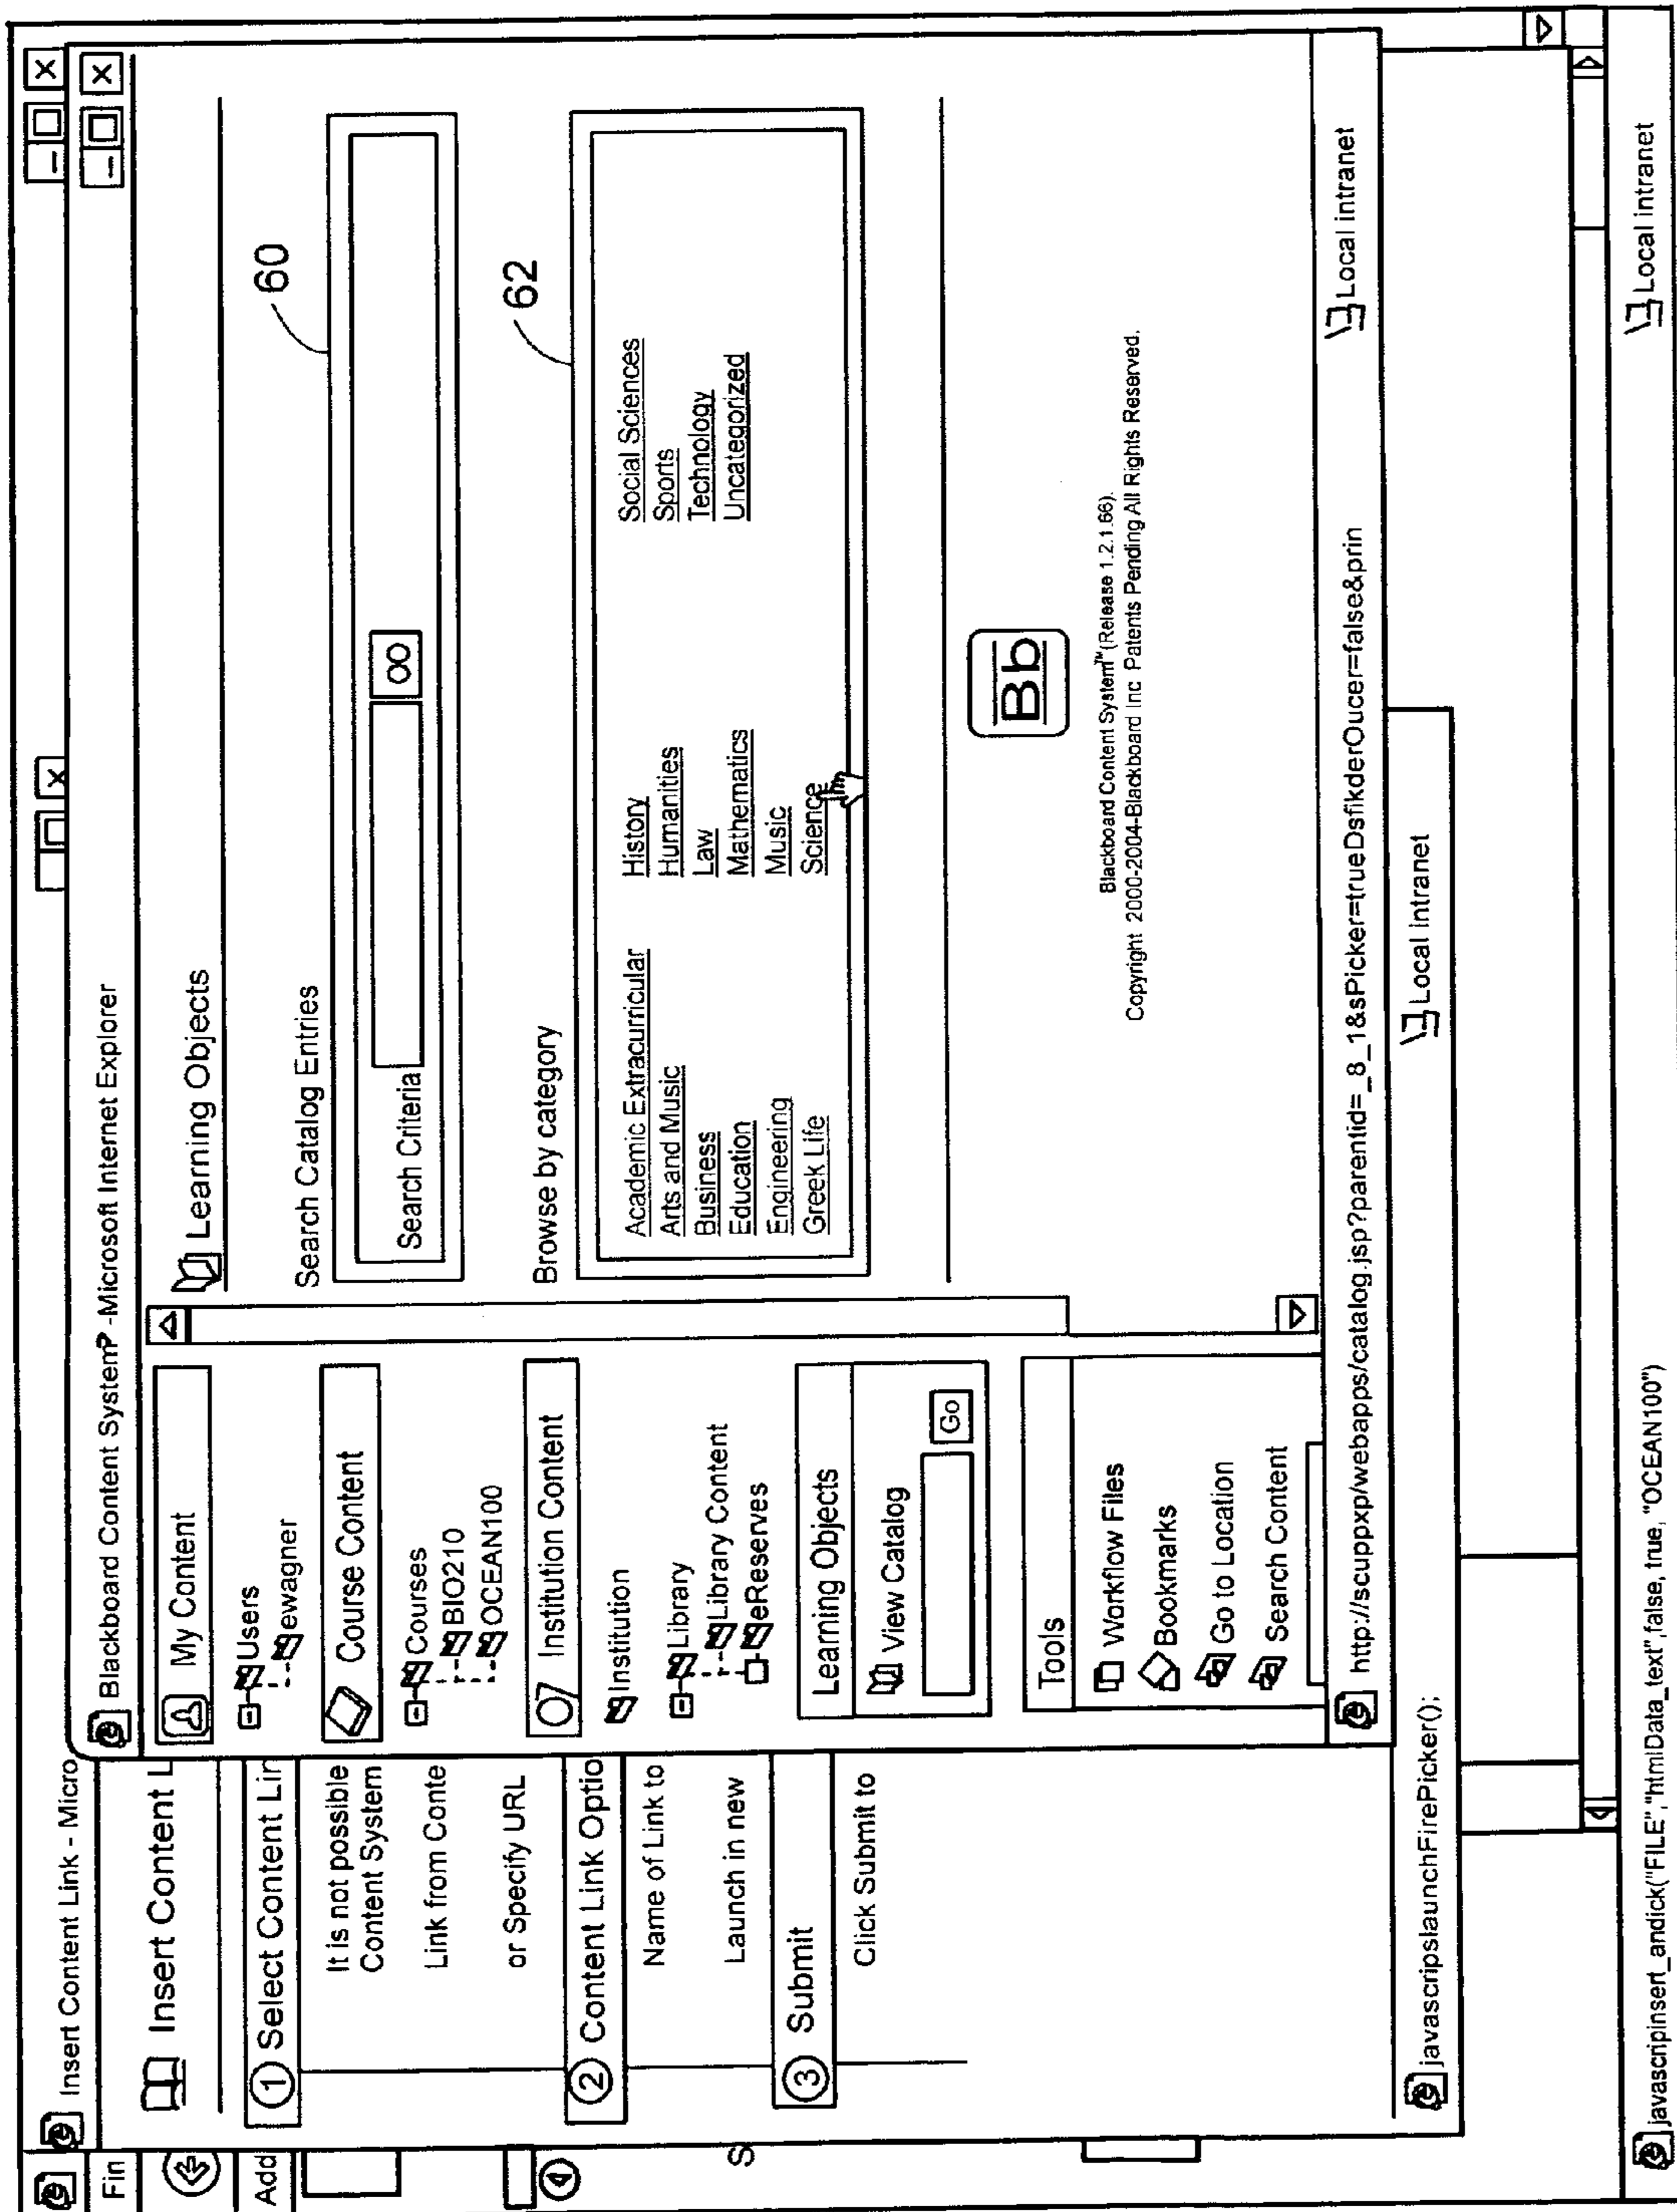 Insert Content Link - Micro
Fin
Add
Insert Content L
1 Select Content Lin
It is not possible
Content System
Link from Conte
or Specify URL
2 Content Link Optio
Name of Link to
Launch in new
3 Submit
Click Submit to
S
Blackboard Content System? -Microsoft Internet Explorer
My Content
Users
ewagner
Course Content
Courses
BIO210
OCEAN100
Institution Content
Institution
Library
Library Content
eReserves
Learning Objects
View Catalog
Go
Tools
Workflow Files
Bookmarks
Go to Location
Search Content
Learning Objects
Search Catalog Entries
60
Search Criteria
Browse by category
62
Academic Extracurricular
Arts and Music
Business
Education
Engineering
Greek Life
History
Humanities
Law
Mathematics
Music
Science
Social Sciences
Sports
Technology
Uncategorized
Bb
Blackboard Content System™(Release 1.2.1.66).
Copyright 2000-2004-Blackboard Inc Patents Pending All Rights Reserved.
http://scuppxp/webapps/catalog.jsp?parentid=_8_1&sPicker=trueDsfikderOucer=false&prin
Local intranet
javascripslaunchFirePicker();
Local Intranet
javascnpinsert_andick("FILE","htmlData_text",false, true, "OCEAN100")
Local intranet